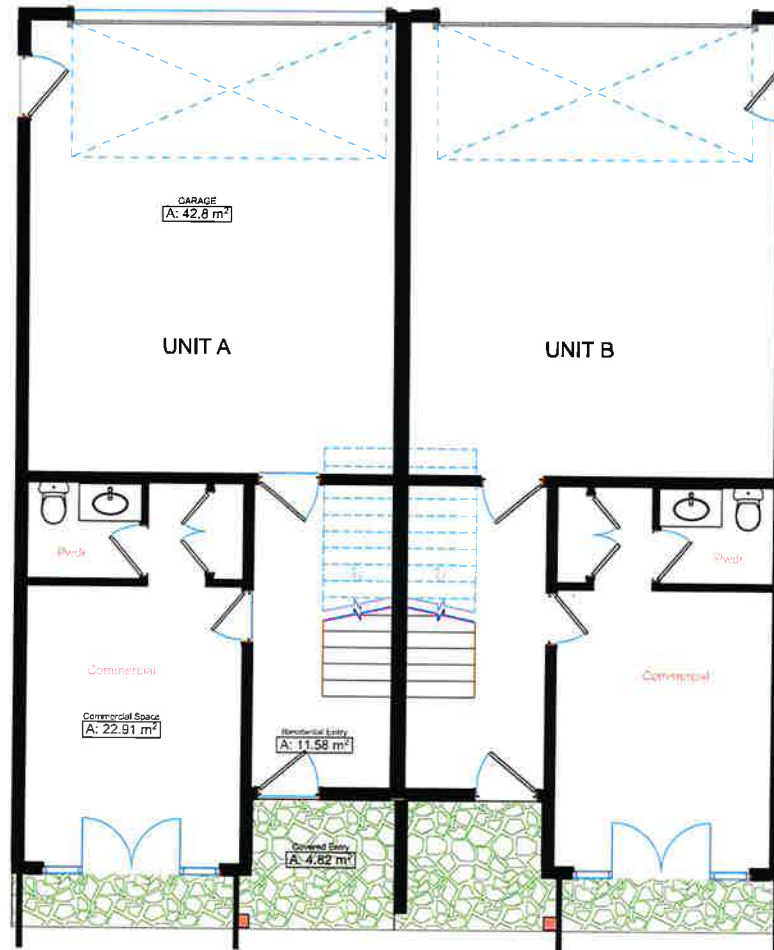 GARAGE
A: 42.8 m²
UNIT A
UNIT B
Pwdr.
Pwdr.
Commercial
Commercial
Commercial Space
A: 22.91 m²
Residential Entry
A: 11.58 m²
Covered Entry
A: 4.82 m²